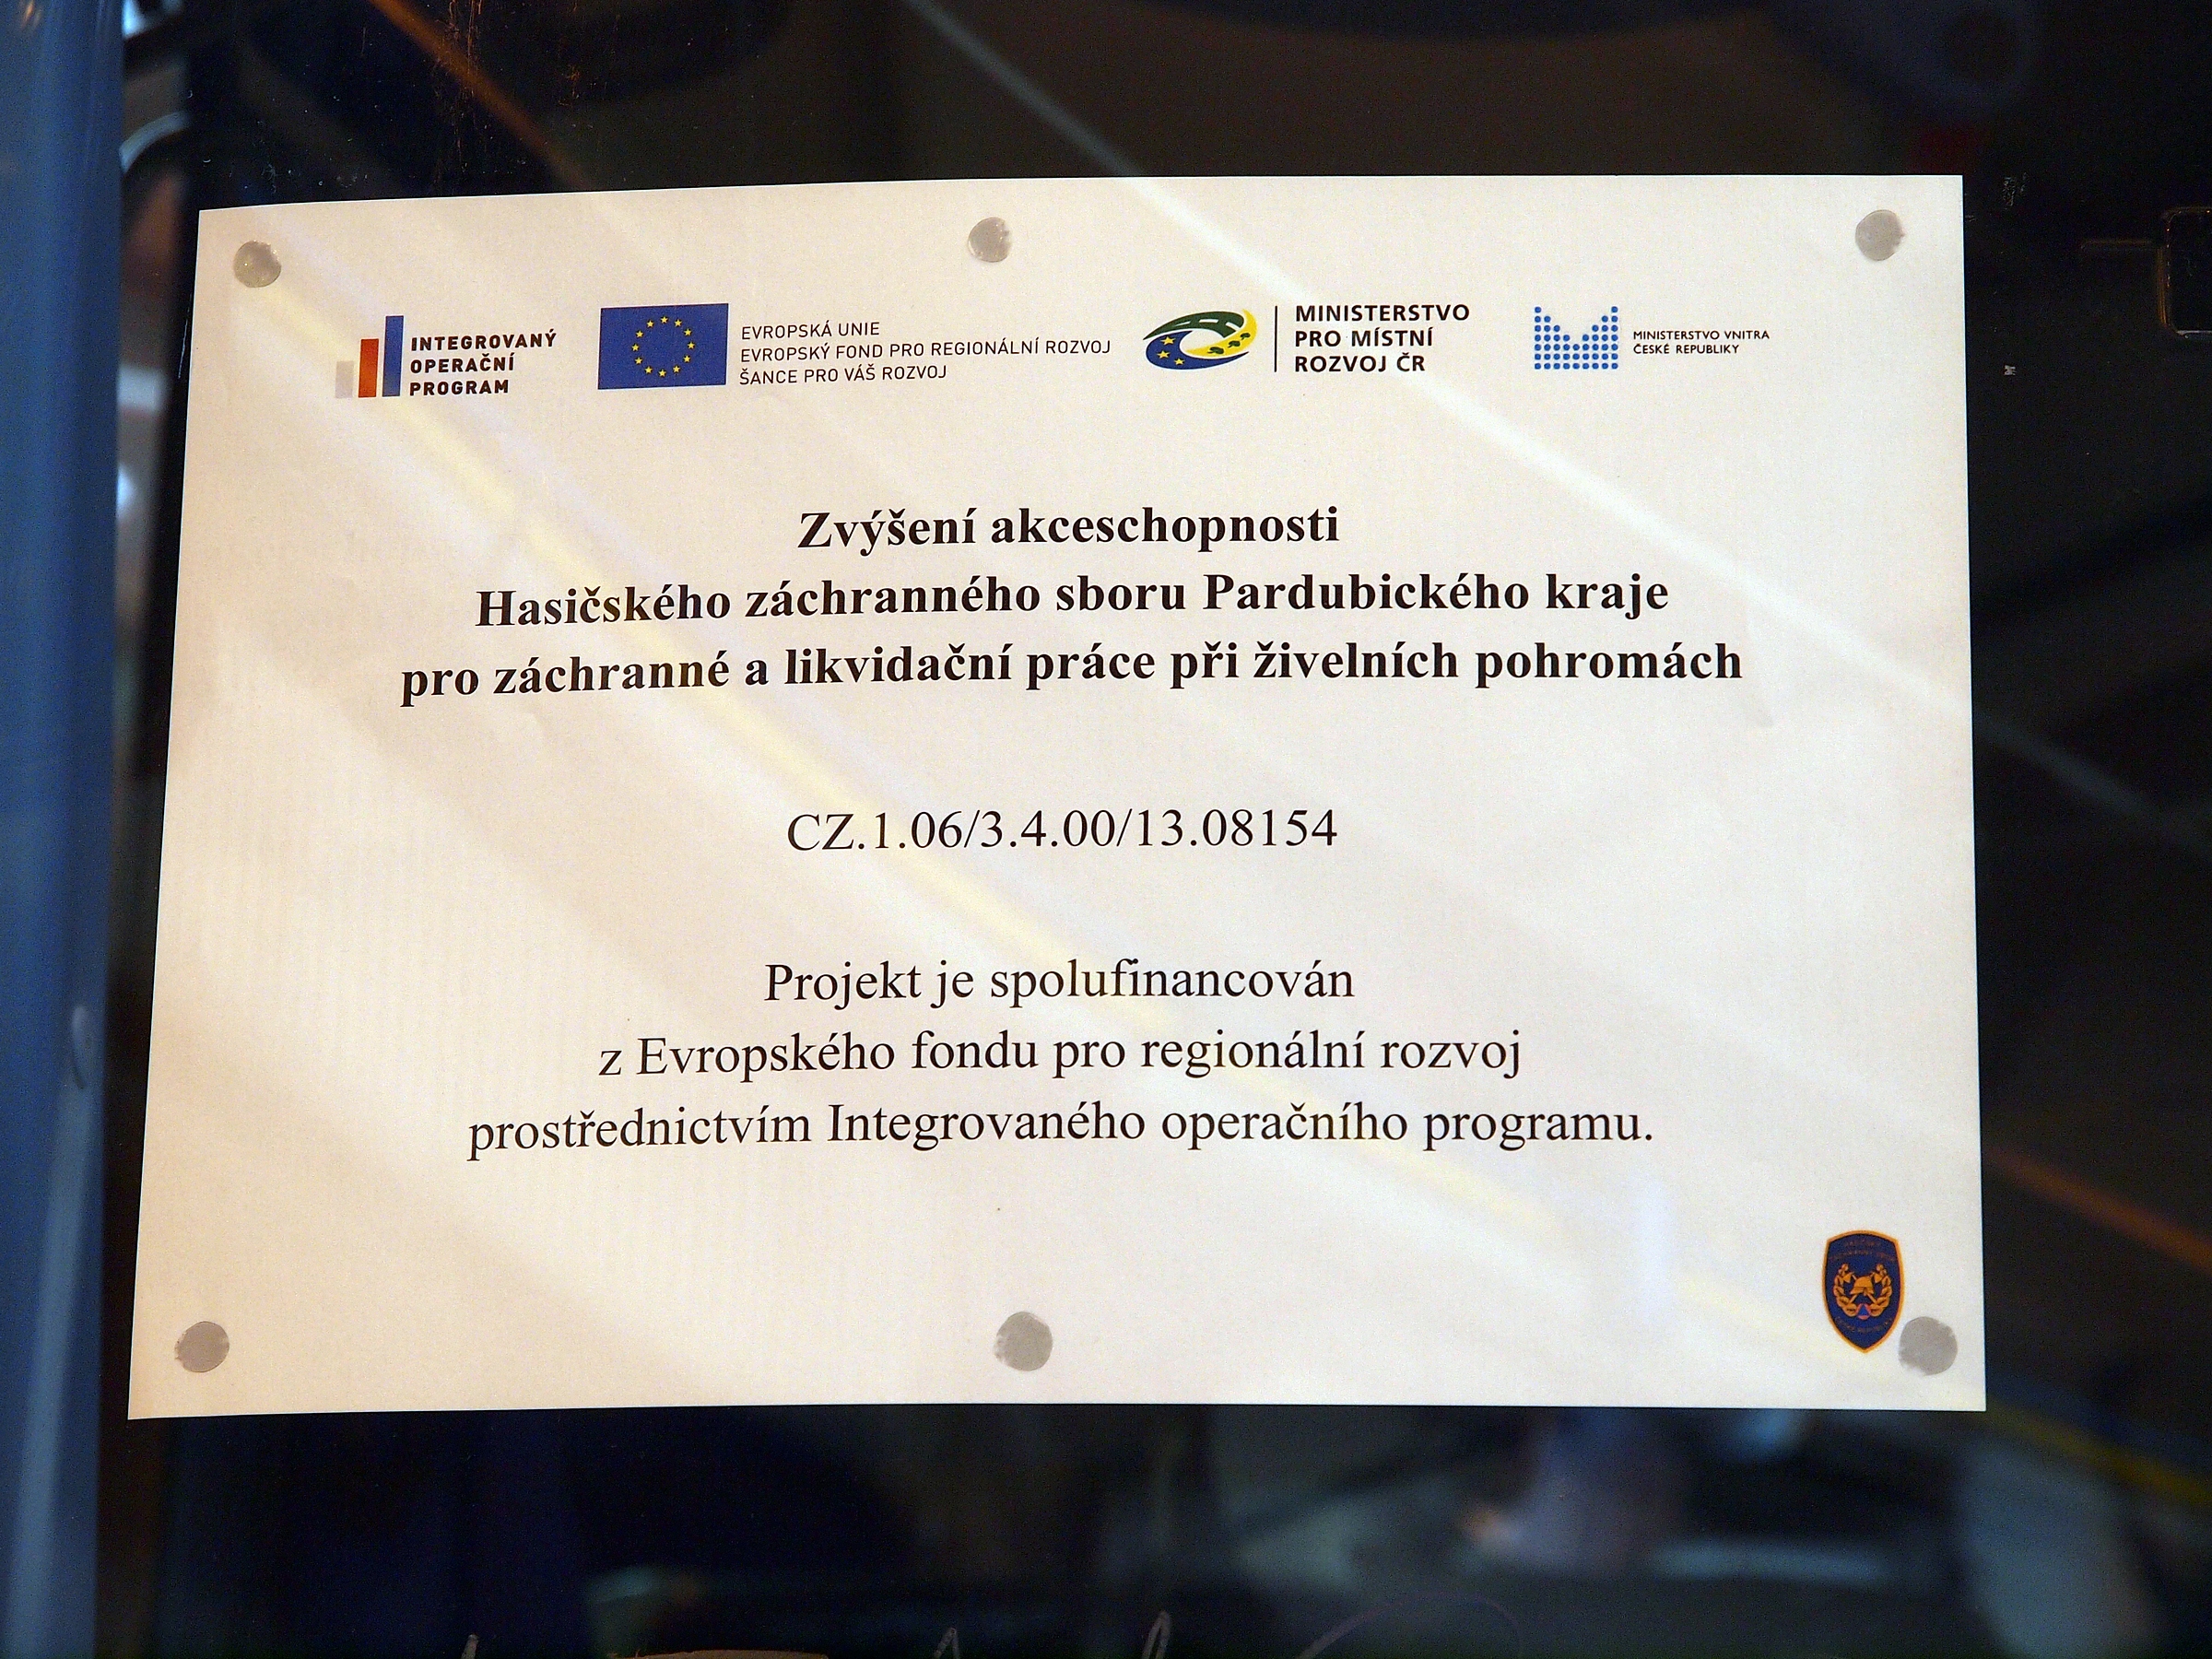 INTEGROVANÝ
OPERAČNÍ
PROGRAM
EVROPSKÁ UNIE
EVROPSKÝ FOND PRO REGIONÁLNÍ ROZVOJ
ŠANCE PRO VÁŠ ROZVOJ
MINISTERSTVO
PRO MÍSTNÍ
ROZVOJ ČR
MINISTERSTVO VNITRA
ČESKÉ REPUBLIKY
Zvýšení akceschopnosti
Hasičského záchranného sboru Pardubického kraje
pro záchranné a likvidační práce při živelních pohromách
CZ.1.06/3.4.00/13.08154
Projekt je spolufinancován
z Evropského fondu pro regionální rozvoj
prostřednictvím Integrovaného operačního programu.